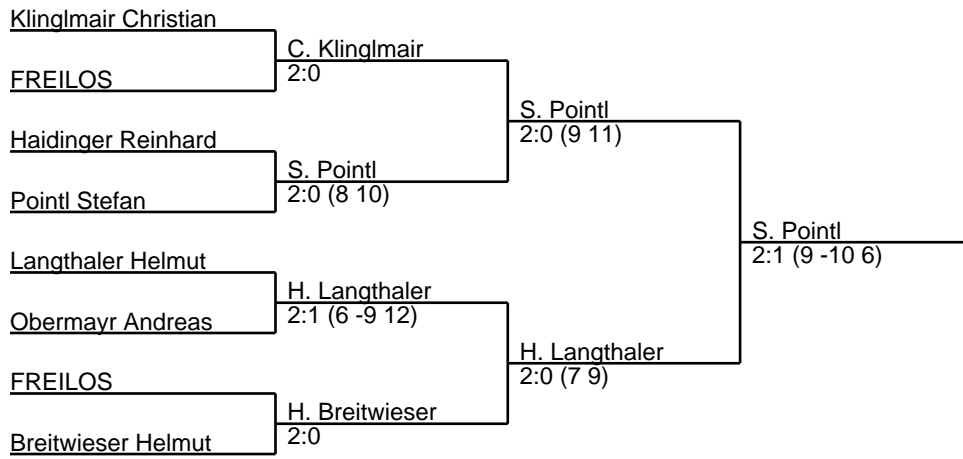 Klinglmair Christian
C. Klinglmair
2:0
FREILOS
S. Pointl
2:0 (9 11)
Haidinger Reinhard
S. Pointl
2:0 (8 10)
Pointl Stefan
S. Pointl
2:1 (9 -10 6)
Langthaler Helmut
H. Langthaler
2:1 (6 -9 12)
Obermayr Andreas
H. Langthaler
2:0 (7 9)
FREILOS
H. Breitwieser
2:0
Breitwieser Helmut